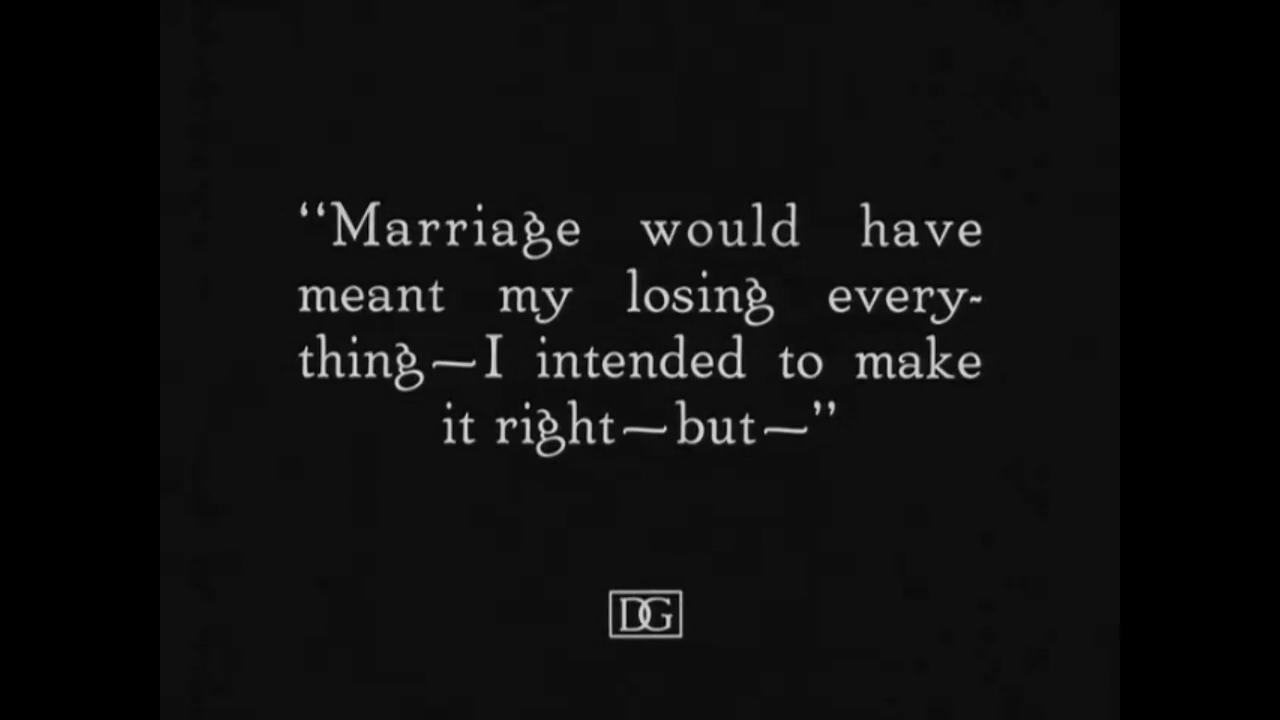 “Marriage would have
meant my losing every-
thing—I intended to make
it right—but—”
DG